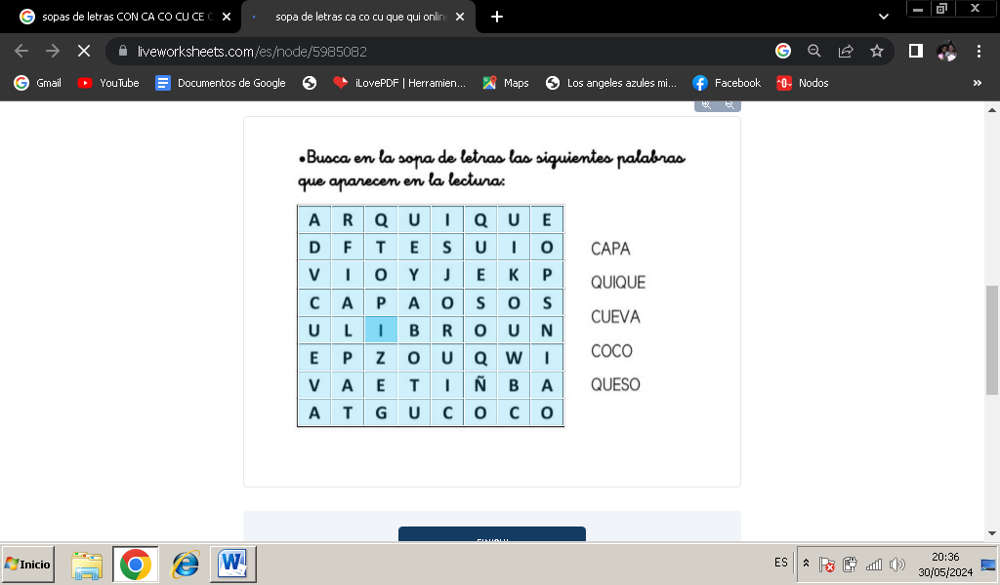 sopas de letras CON CA CO CU CE C
sopa de letras ca co cu que qui onlin
liveworksheets.com/es/node/5985082
Gmail YouTube Documentos de Google iLovePDF | Herramien... Maps Los angeles azules mi... Facebook Nodos »
•Busca en la sopa de letras las siguientes palabras
que aparecen en la lectura:
A R Q U I Q U E
D F T E S U I O
V I O Y J E K P
C A P A O S O S
U L I B R O U N
E P Z O U Q W I
V A E T I Ñ B A
A T G U C O C O
CAPA
QUIQUE
CUEVA
COCO
QUESO
Inicio
ES
20:36
30/05/2024